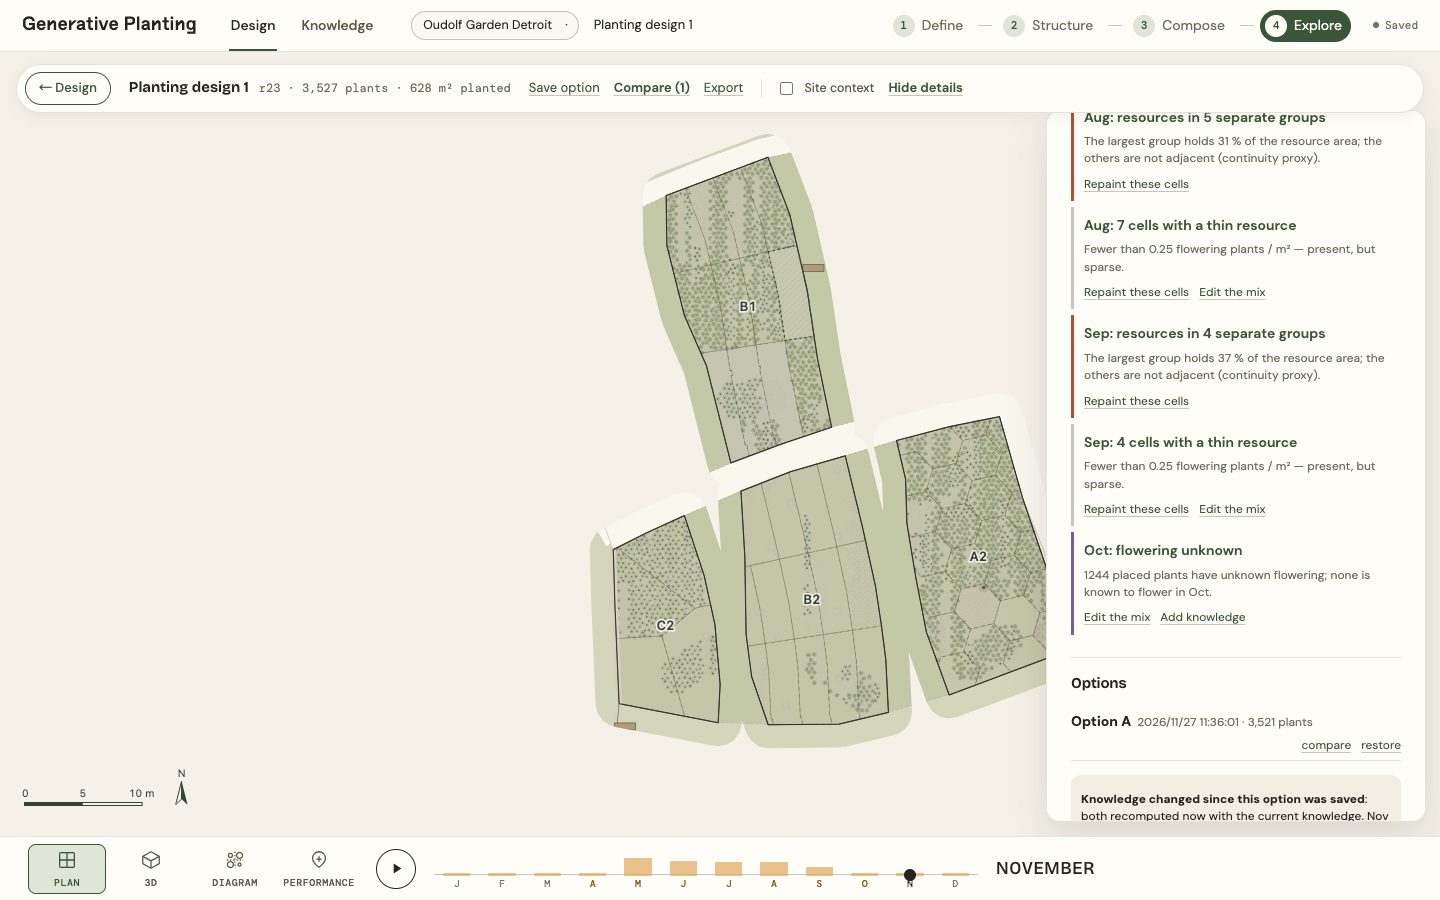 Generative Planting
Design
Knowledge
Oudolf Garden Detroit ·
Planting design 1
1 Define
2 Structure
3 Compose
4 Explore
Saved
← Design
Planting design 1
r23 · 3,527 plants · 628 m² planted
Save option
Compare (1)
Export
Site context
Hide details
Aug: resources in 5 separate groups
The largest group holds 31 % of the resource area; the
others are not adjacent (continuity proxy).
Repaint these cells
Aug: 7 cells with a thin resource
Fewer than 0.25 flowering plants / m² — present, but
sparse.
Repaint these cells Edit the mix
Sep: resources in 4 separate groups
The largest group holds 37 % of the resource area; the
others are not adjacent (continuity proxy).
Repaint these cells
Sep: 4 cells with a thin resource
Fewer than 0.25 flowering plants / m² — present, but
sparse.
Repaint these cells Edit the mix
Oct: flowering unknown
1244 placed plants have unknown flowering; none is
known to flower in Oct.
Edit the mix Add knowledge
Options
Option A 2026/11/27 11:36:01 · 3,521 plants
compare restore
Knowledge changed since this option was saved:
both recomputed now with the current knowledge. Nov
B1
A2
B2
C2
N
0 5 10 m
PLAN
3D
DIAGRAM
PERFORMANCE
J F M A M J J A S O N D
NOVEMBER